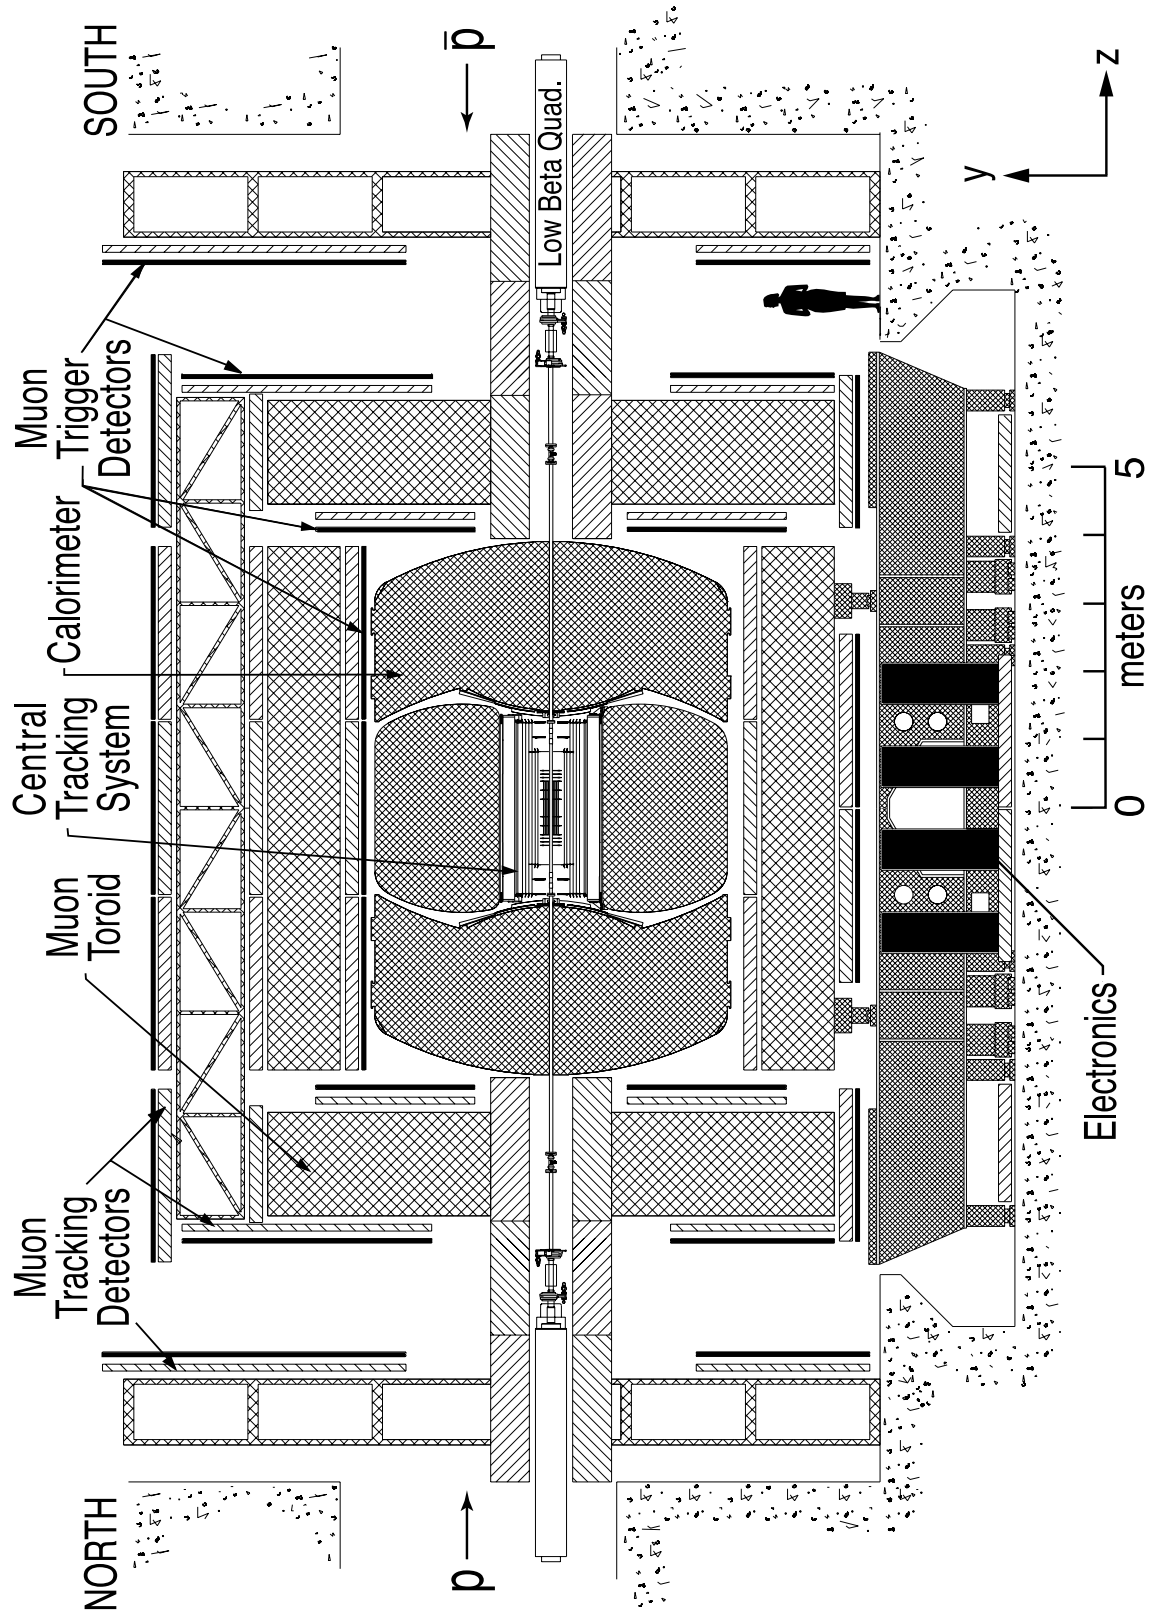 NORTH
SOUTH
Muon
Tracking
Detectors
Muon
Toroid
Central
Tracking
System
Calorimeter
Muon
Trigger
Detectors
p
p̅
Low Beta Quad.
y
z
Electronics
0
meters
5